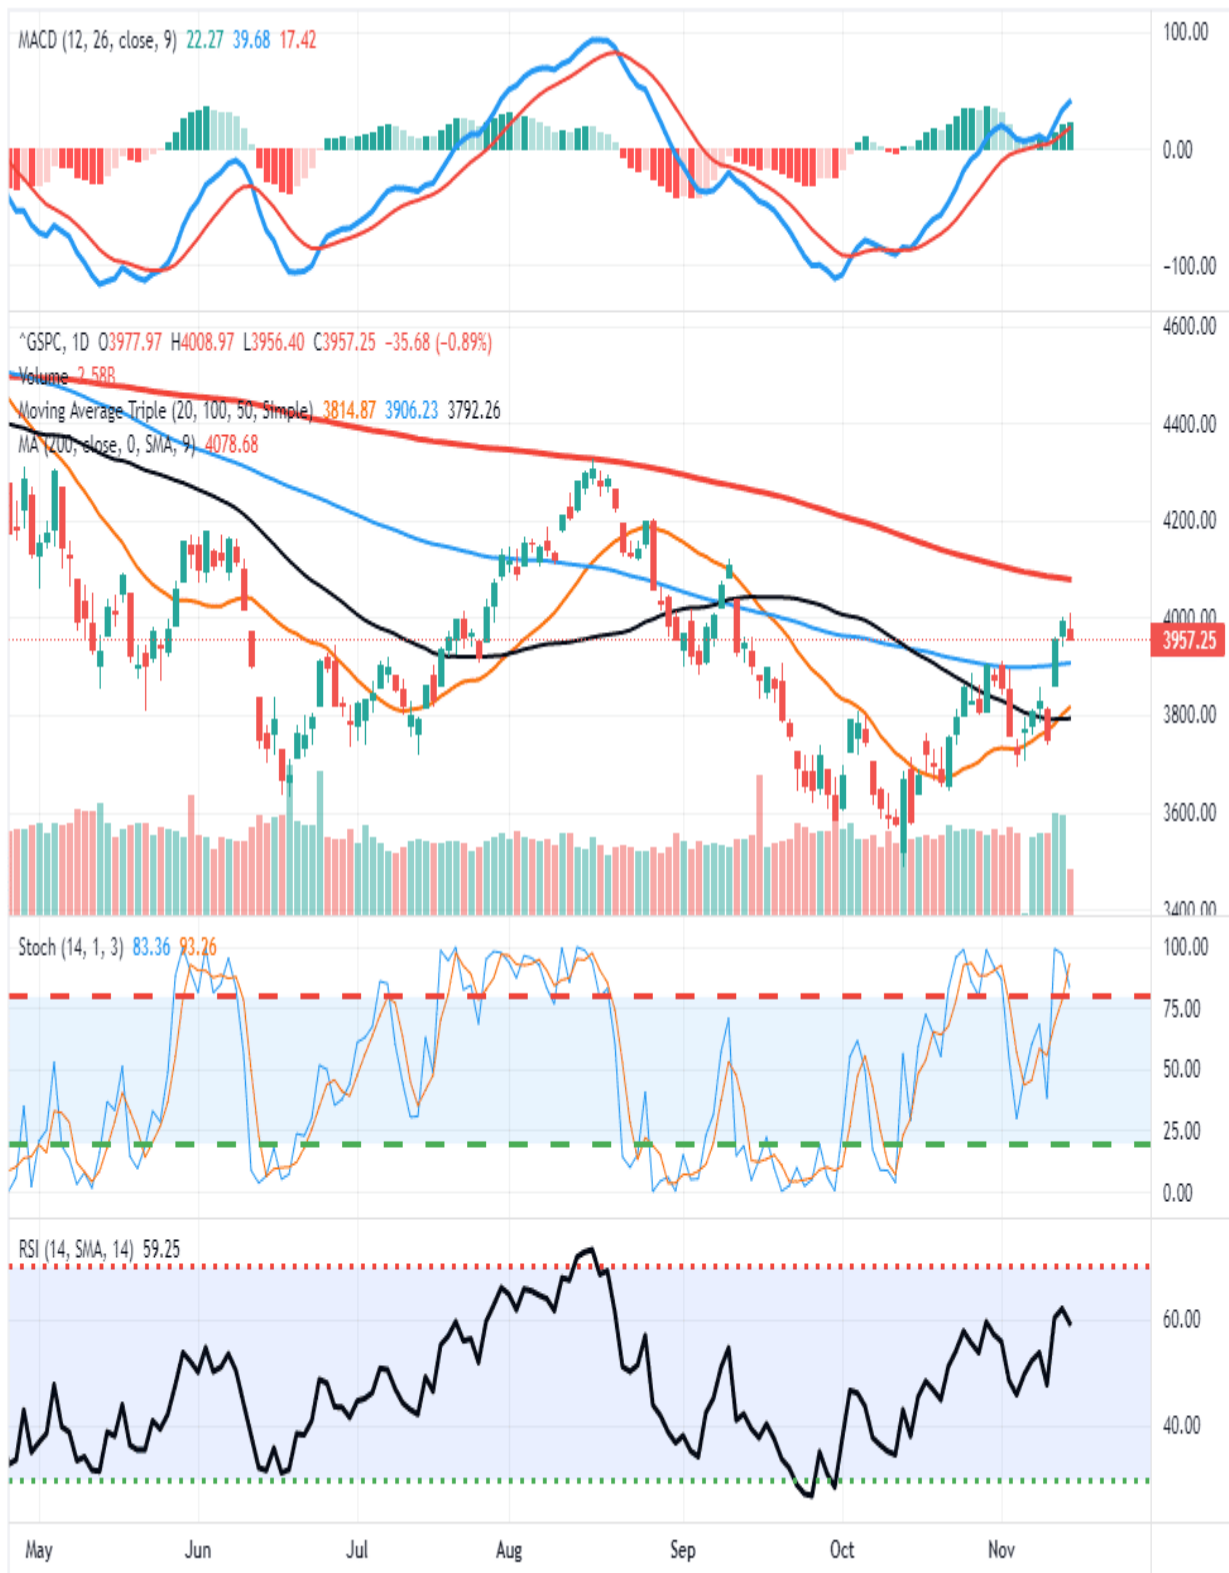 MACD (12, 26, close, 9) 22.27 39.68 17.42
100.00
0.00
−100.00
^GSPC, 1D O3977.97 H4008.97 L3956.40 C3957.25 −35.68 (−0.89%)
Volume 2.58B
Moving Average Triple (20, 100, 50, Simple) 3814.87 3906.23 3792.26
MA (200, close, 0, SMA, 9) 4078.68
4600.00
4400.00
4200.00
4000.00
3957.25
3800.00
3600.00
3400.00
Stoch (14, 1, 3) 83.36 93.26
100.00
75.00
50.00
25.00
0.00
RSI (14, SMA, 14) 59.25
60.00
40.00
May Jun Jul Aug Sep Oct Nov